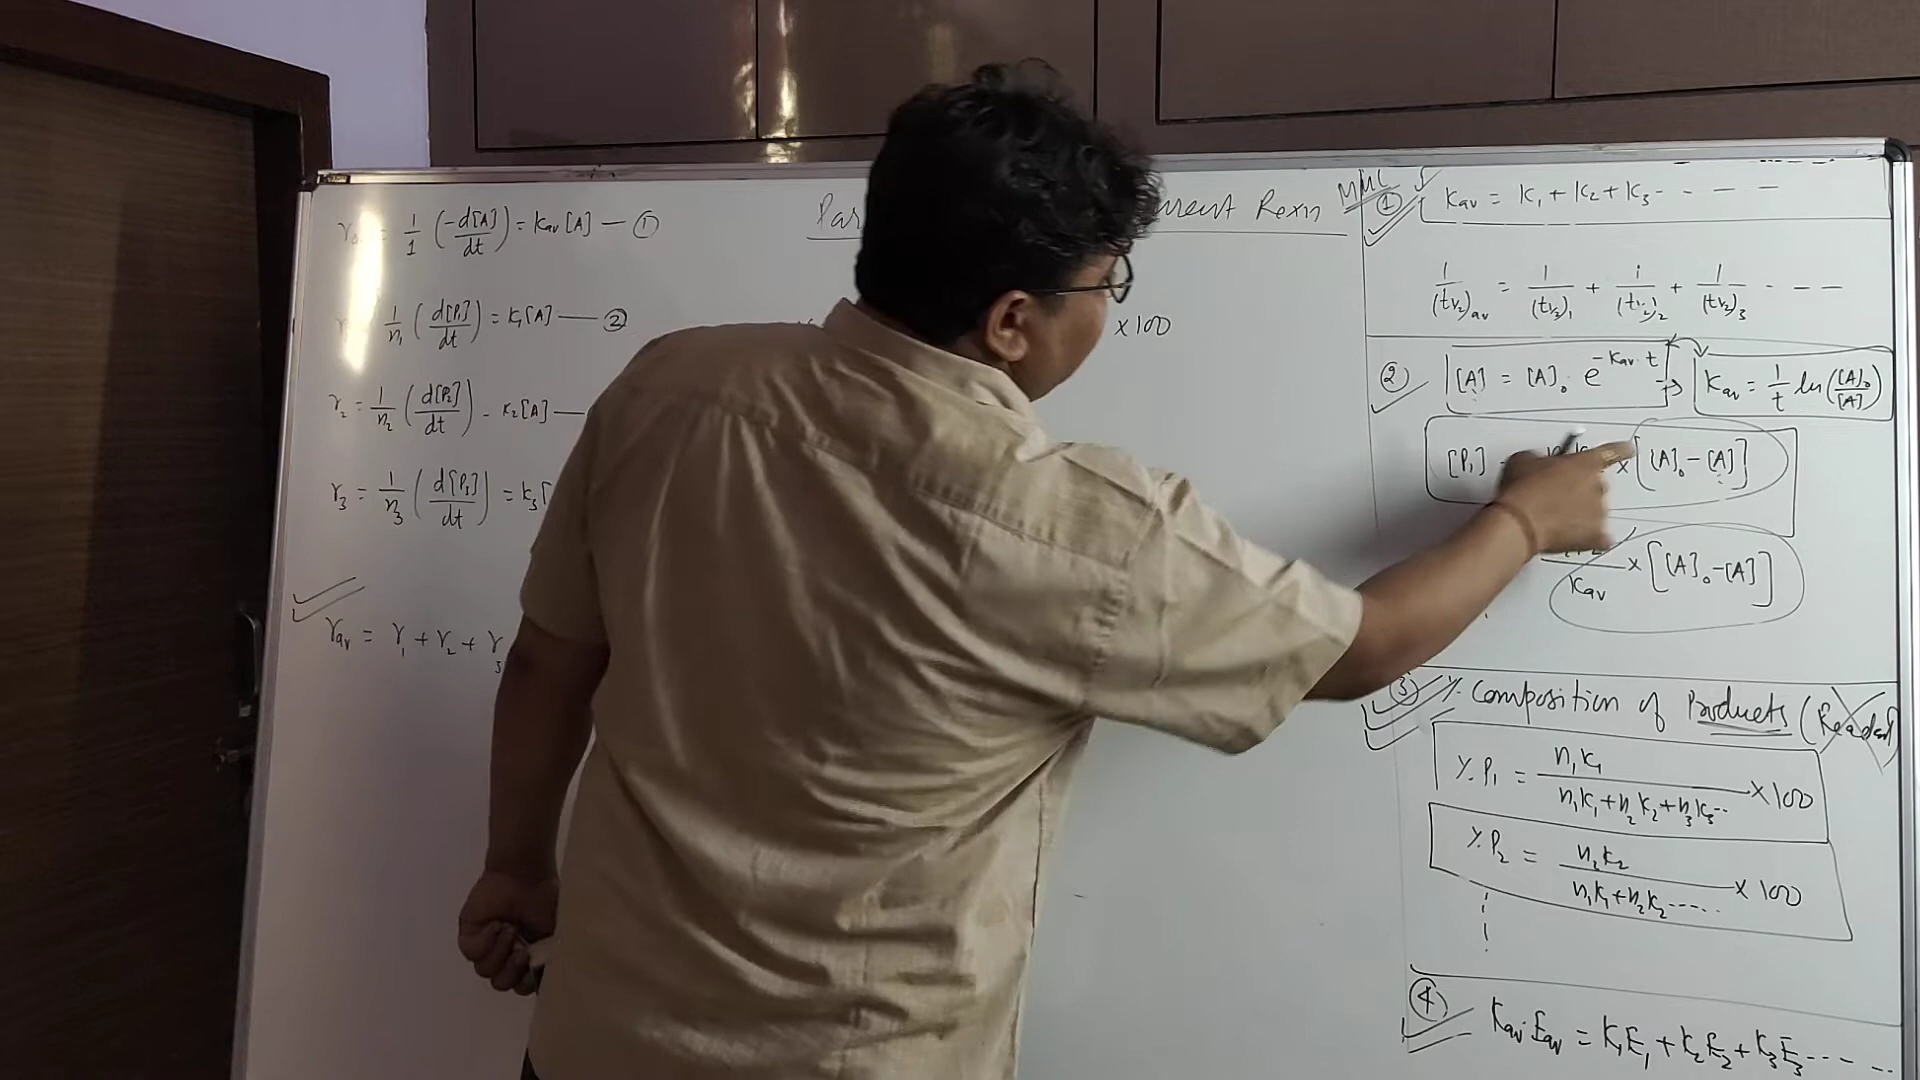 Par urrent Rexn
= 1/1 (-d[A]/dt) = Kav [A] — ①
1/n₁ (d[P₁]/dt) = K₁[A] — ②
r₂ = 1/n₂ (d[P₂]/dt) - K₂[A] —
r₃ = 1/n₃ (d[P₃]/dt) = K₃[
rav = r₁ + r₂ + r₃
x100
① Kav = K₁ + K₂ + K₃ - - - -
1/(t½)av = 1/(t½)₁ + 1/(t½)₂ + 1/(t½)₃ - - - -
② [A] = [A]₀ · e^-Kav·t → Kav = 1/t ln([A]₀/[A])
[P₁] x [[A]₀ - [A]]
Kav x [[A]₀ - [A]]
③ %. Composition of Products (
%. P₁ = n₁K₁ / n₁K₁ + n₂K₂ + n₃K₃.. x 100
%. P₂ = n₂K₂ / n₁K₁ + n₂K₂ ..... x 100
④ Kav·Eav = K₁E₁ + K₂E₂ + K₃E₃ - - - - -